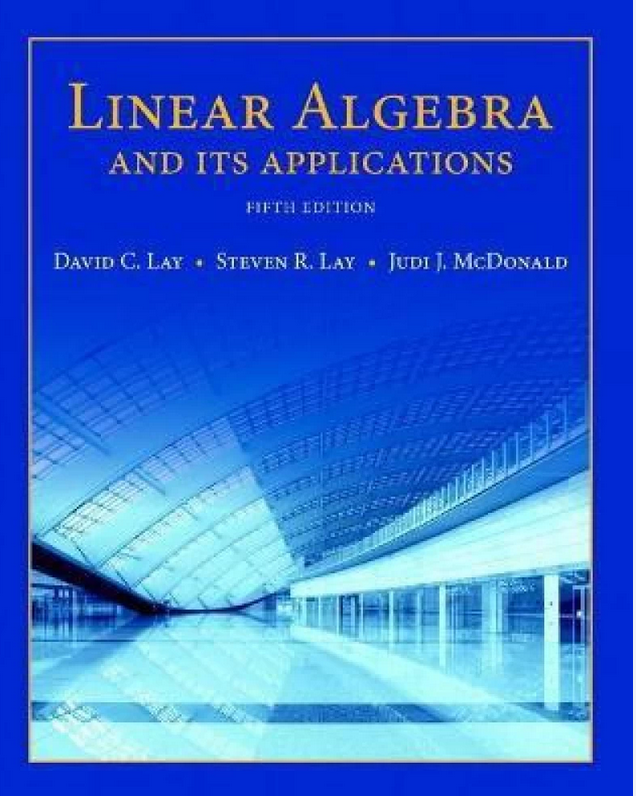 LINEAR ALGEBRA
AND ITS APPLICATIONS
FIFTH EDITION
DAVID C. LAY • STEVEN R. LAY • JUDI J. MCDONALD